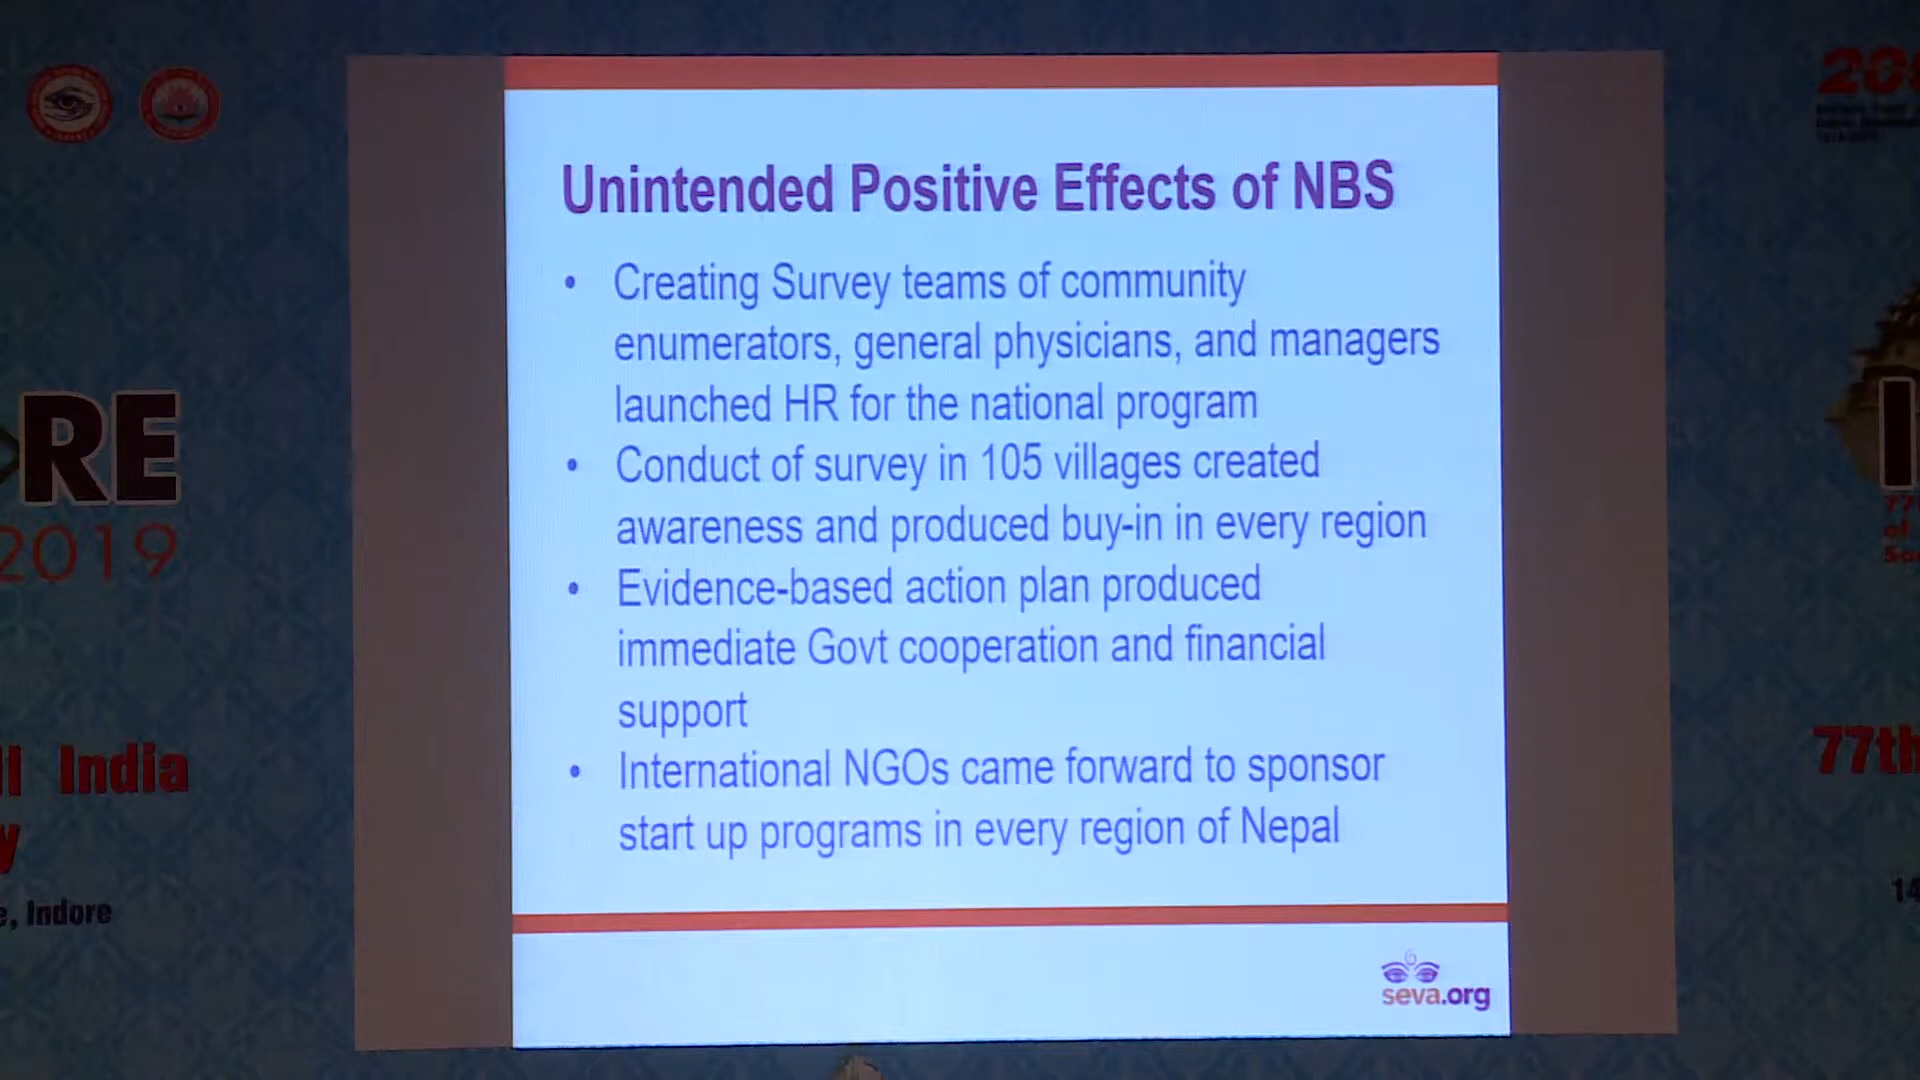 Unintended Positive Effects of NBS
• Creating Survey teams of community
enumerators, general physicians, and managers
launched HR for the national program
• Conduct of survey in 105 villages created
awareness and produced buy-in in every region
• Evidence-based action plan produced
immediate Govt cooperation and financial
support
• International NGOs came forward to sponsor
start up programs in every region of Nepal
seva.org
RE
2019
India
, Indore
77th